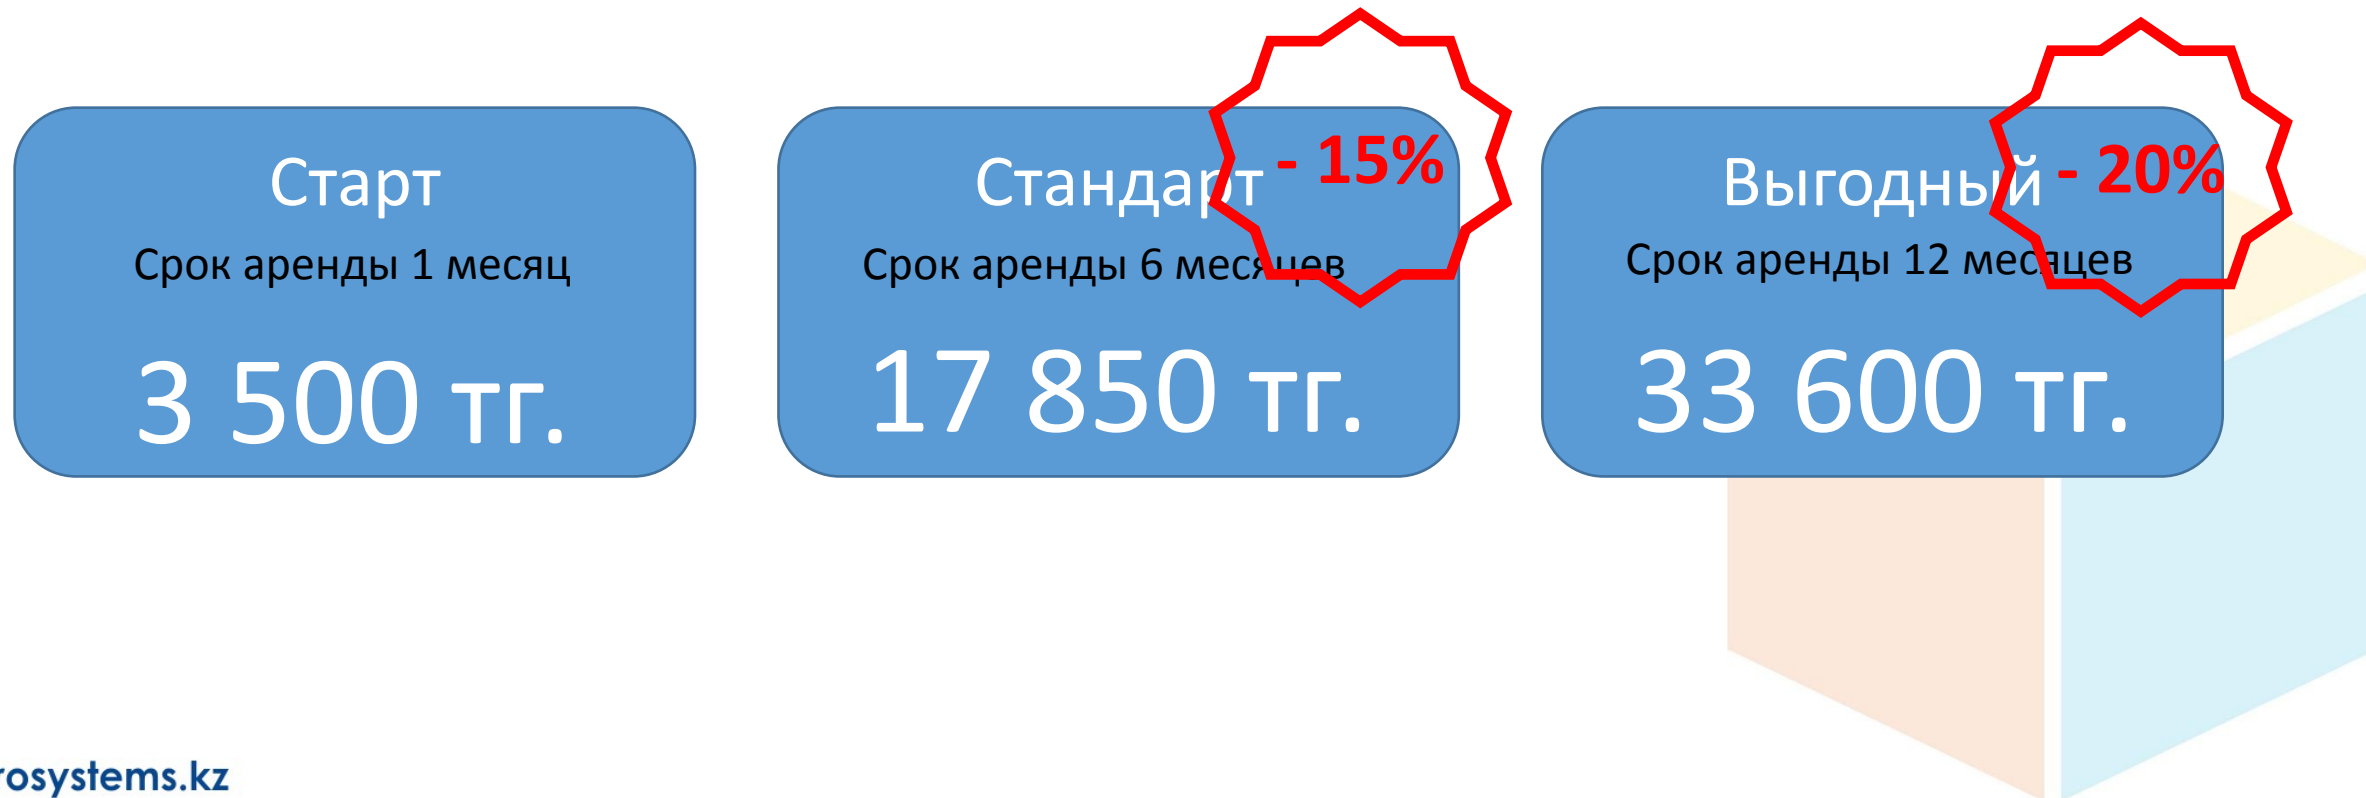 Старт
Срок аренды 1 месяц
3 500 тг.
Стандарт
- 15%
Срок аренды 6 месяцев
17 850 тг.
Выгодный
- 20%
Срок аренды 12 месяцев
33 600 тг.
rosystems.kz